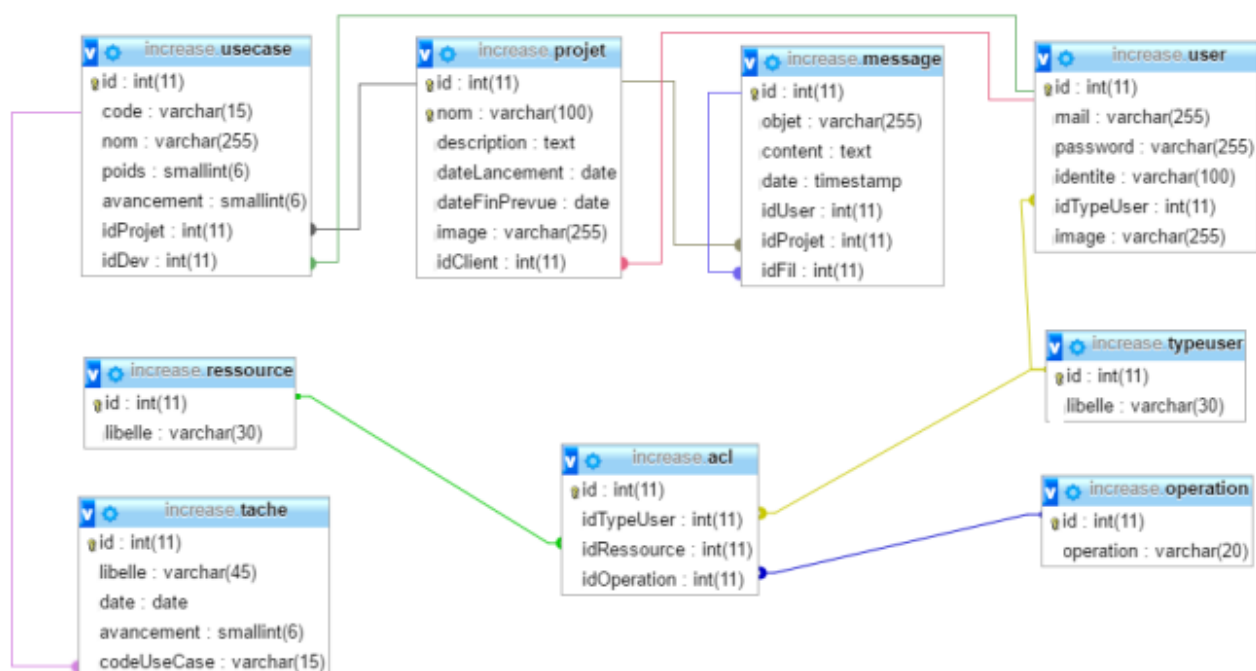 increase.usecase
id : int(11)
code : varchar(15)
nom : varchar(255)
poids : smallint(6)
avancement : smallint(6)
idProjet : int(11)
idDev : int(11)
increase.projet
id : int(11)
nom : varchar(100)
description : text
dateLancement : date
dateFinPrevue : date
image : varchar(255)
idClient : int(11)
increase.message
id : int(11)
objet : varchar(255)
content : text
date : timestamp
idUser : int(11)
idProjet : int(11)
idFil : int(11)
increase.user
id : int(11)
mail : varchar(255)
password : varchar(255)
identite : varchar(100)
idTypeUser : int(11)
image : varchar(255)
increase.ressource
id : int(11)
libelle : varchar(30)
increase.typeuser
id : int(11)
libelle : varchar(30)
increase.acl
id : int(11)
idTypeUser : int(11)
idRessource : int(11)
idOperation : int(11)
increase.operation
id : int(11)
operation : varchar(20)
increase.tache
id : int(11)
libelle : varchar(45)
date : date
avancement : smallint(6)
codeUseCase : varchar(15)